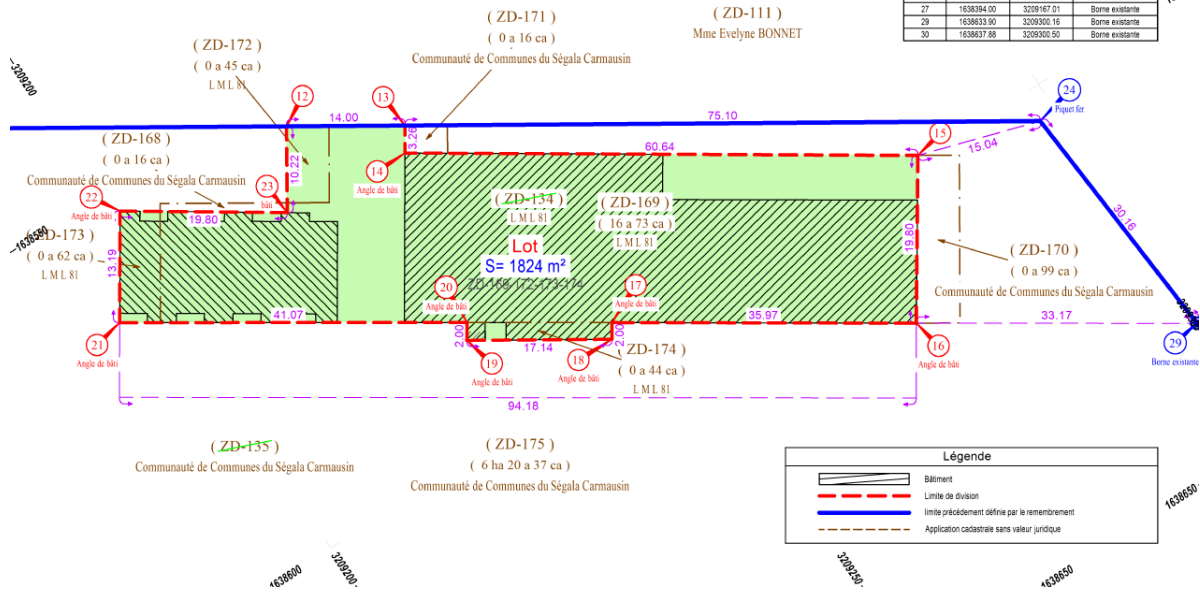 27 1638394.00 3209167.01 Borne existante
29 1638633.90 3209300.16 Borne existante
30 1638637.88 3209300.50 Borne existante
( ZD-171 )
( 0 a 16 ca )
Communauté de Communes du Ségala Carmausin
( ZD-111 )
Mme Evelyne BONNET
( ZD-172 )
( 0 a 45 ca )
L M L 81
3209200
12
13
14.00
75.10
24
Piquet fer
( ZD-168 )
( 0 a 16 ca )
Communauté de Communes du Ségala Carmausin
10.22
3.26
14
Angle de bâti
60.64
15
15.04
30.16
22
Angle de bâti
23
bâti
19.80
1638550
( ZD-173 )
( 0 a 62 ca )
L M L 81
13.19
( ZD-134 )
L M L 81
( ZD-169 )
( 16 a 73 ca )
L M L 81
Lot
S= 1824 m²
ZD-169-172-173-174
19.80
( ZD-170 )
( 0 a 99 ca )
Communauté de Communes du Ségala Carmausin
20
Angle de bâti
17
Angle de bâti
41.07
35.97
33.17
21
Angle de bâti
2.00
17.14
2.00
19
Angle de bâti
18
Angle de bâti
( ZD-174 )
( 0 a 44 ca )
L M L 81
16
Angle de bâti
29
Borne existante
94.18
( ZD-135 )
Communauté de Communes du Ségala Carmausin
( ZD-175 )
( 6 ha 20 a 37 ca )
Communauté de Communes du Ségala Carmausin
Légende
Bâtiment
Limite de division
limite précédément définie par le remembrement
Application cadastrale sans valeur juridique
1638650
1638600
3209200
3209250
1638650